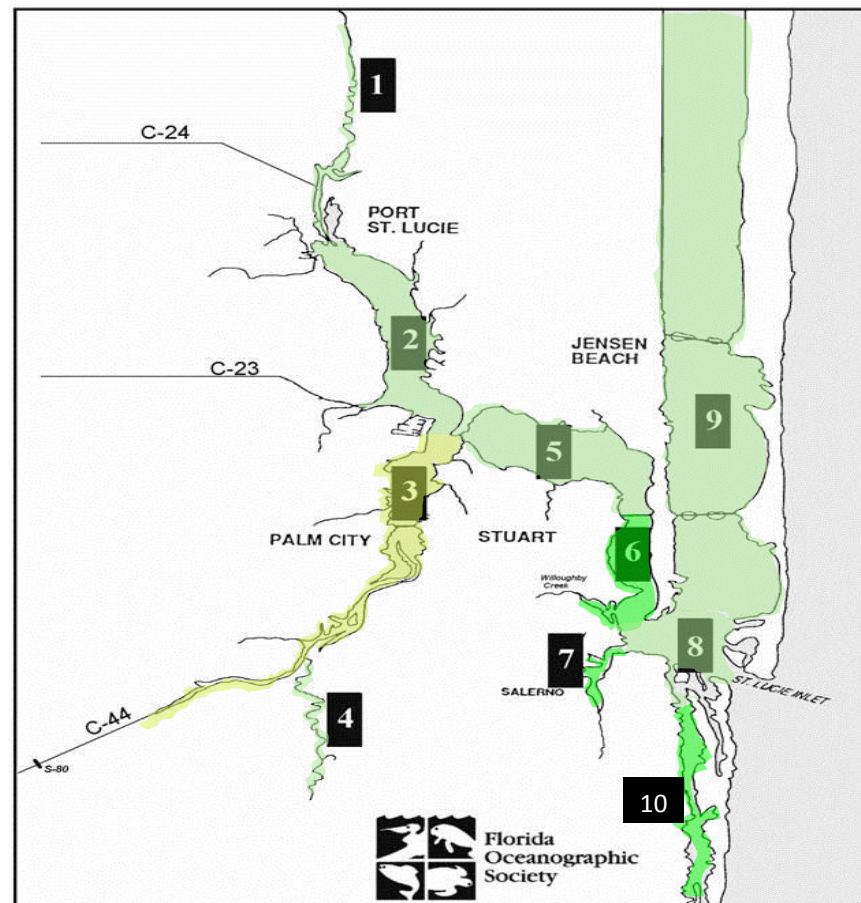 1
C-24
PORT
ST. LUCIE
2
JENSEN
BEACH
C-23
9
5
3
PALM CITY
STUART
6
Willoughby
Creek
7
8
SALERNO
ST. LUCIE INLET
4
C-44
S-80
10
Florida
Oceanographic
Society